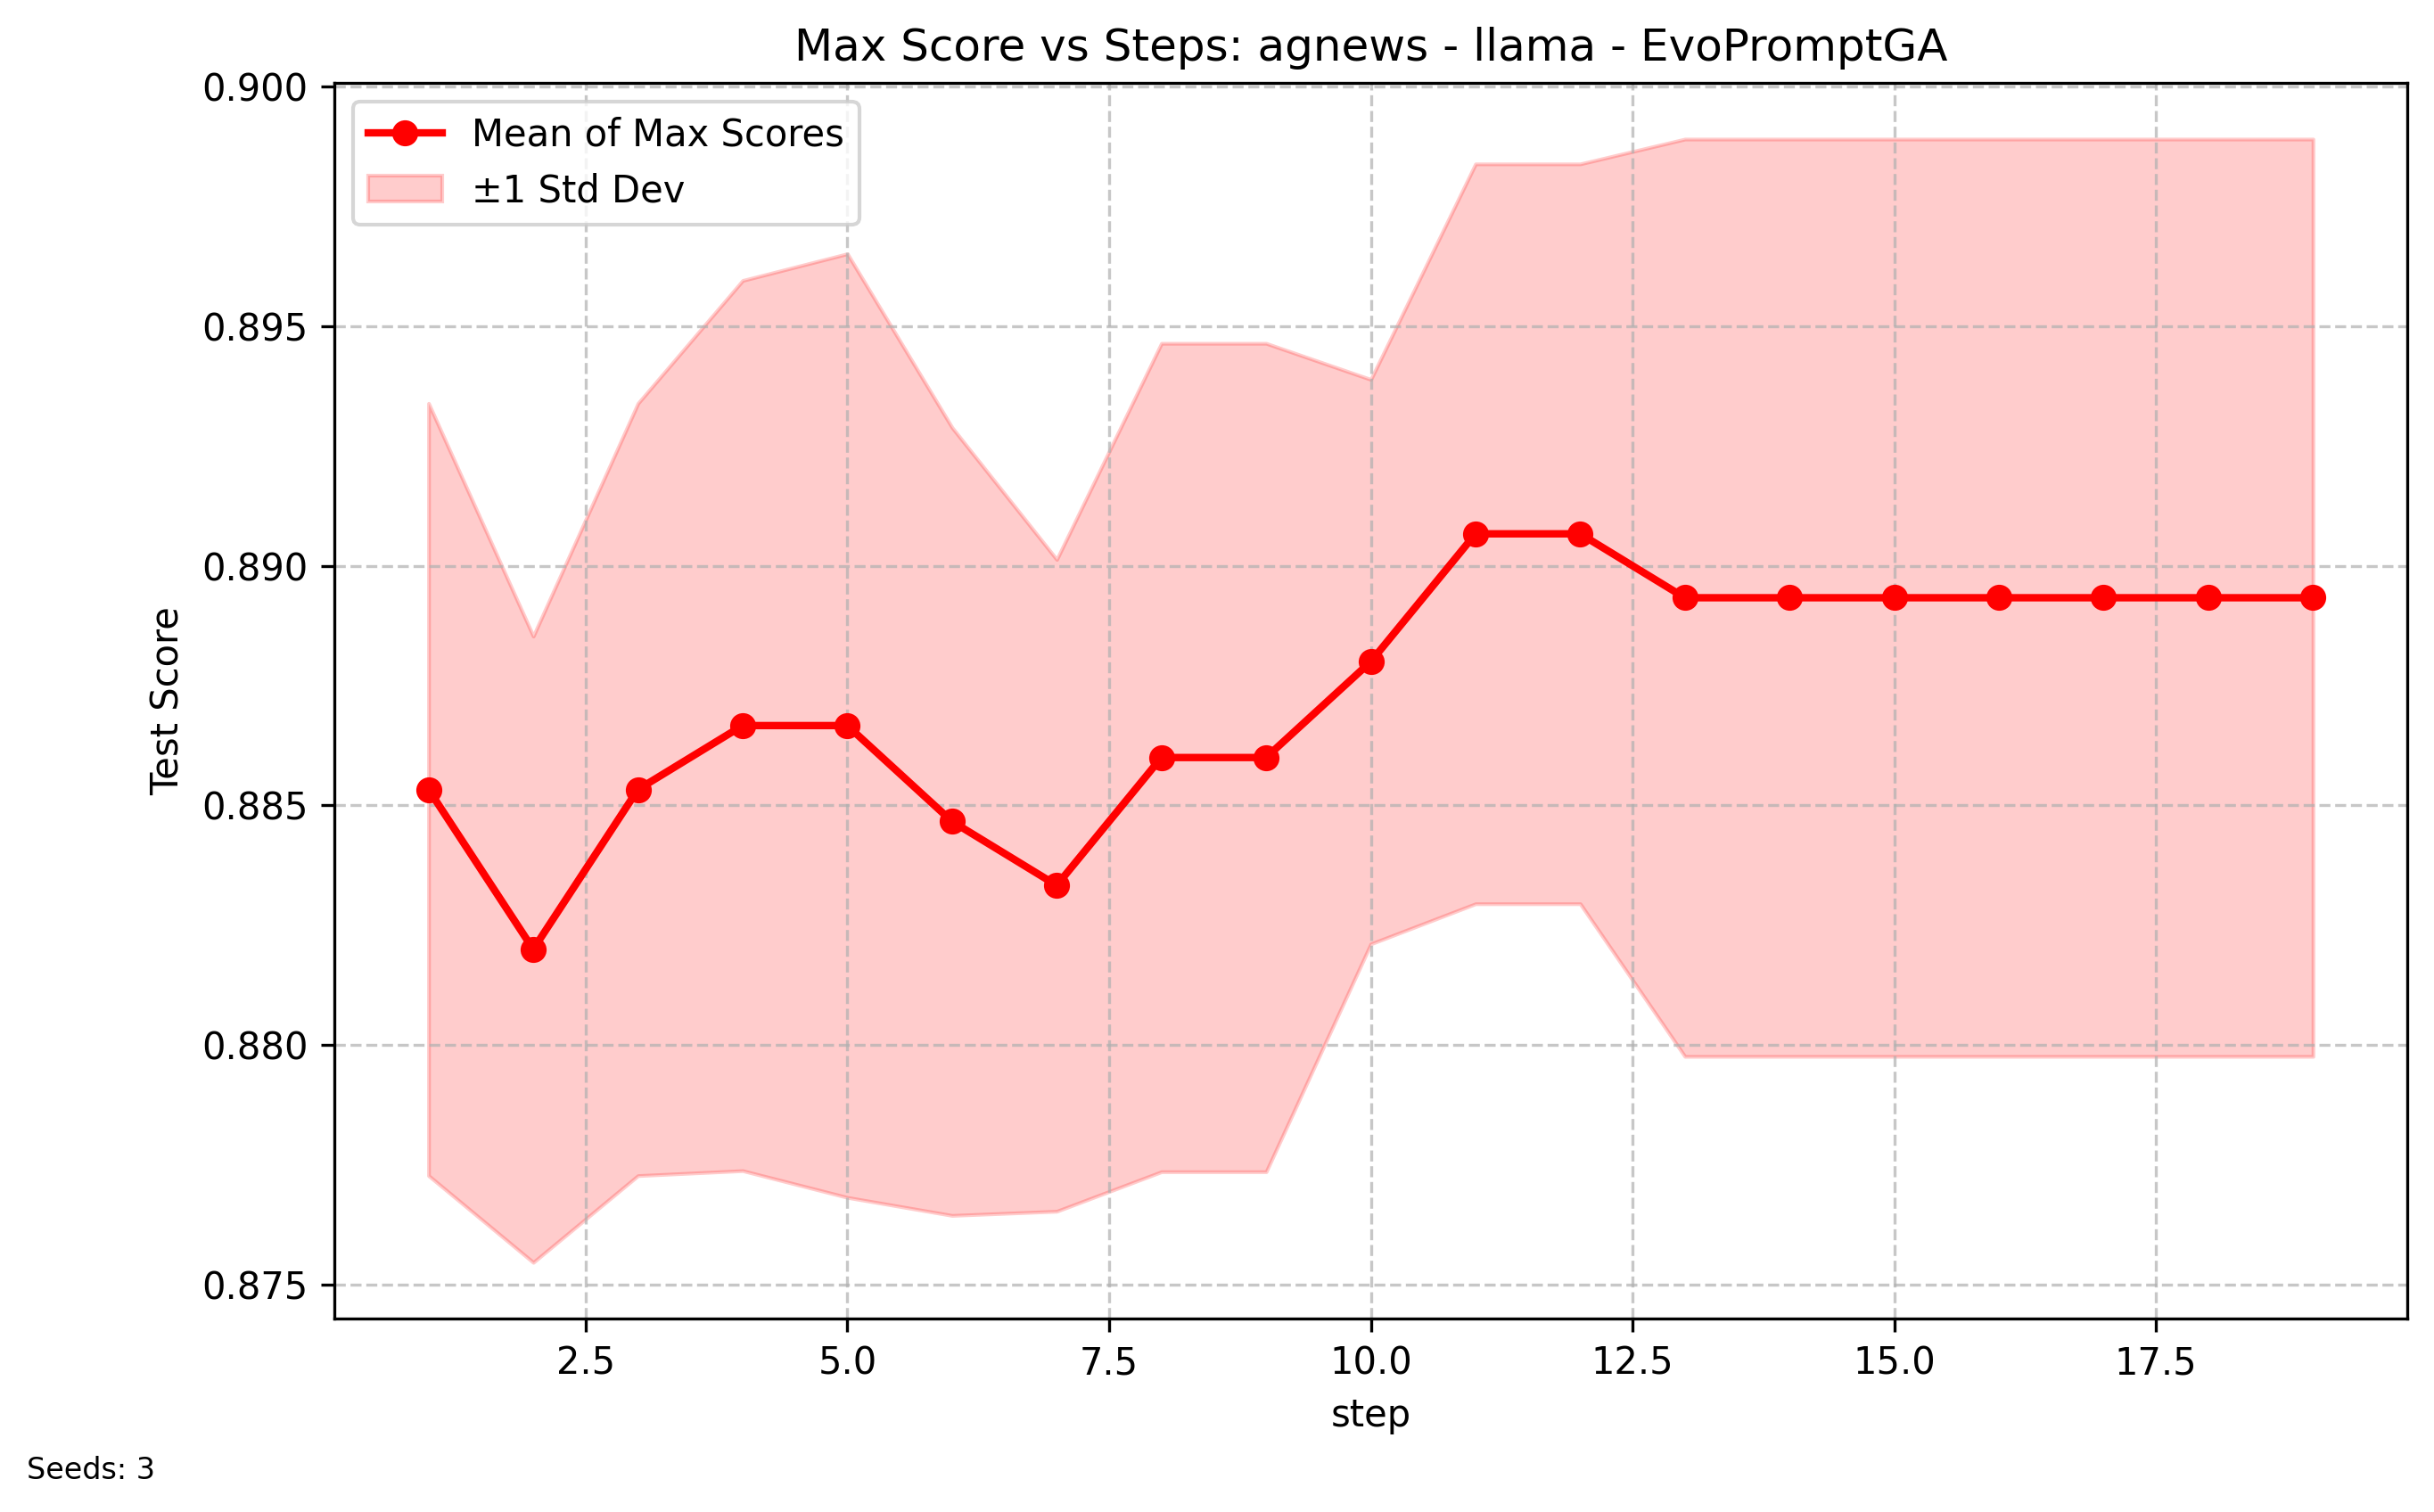 Max Score vs Steps: agnews - llama - EvoPromptGA
Mean of Max Scores
±1 Std Dev
Test Score
0.900
0.895
0.890
0.885
0.880
0.875
2.5 5.0 7.5 10.0 12.5 15.0 17.5
step
Seeds: 3